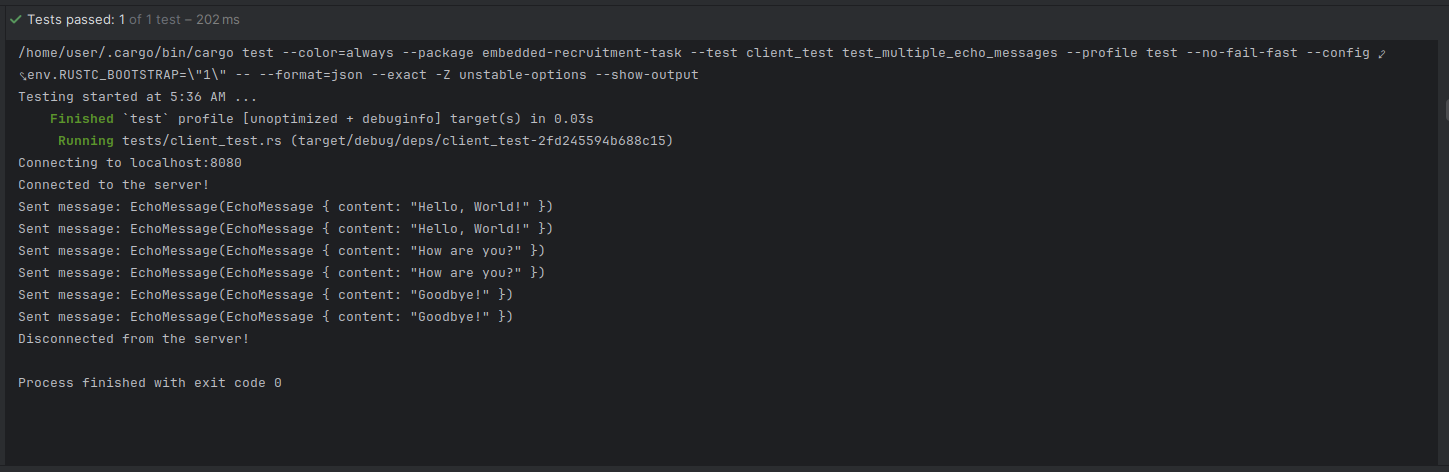 Tests passed: 1 of 1 test – 202 ms
/home/user/.cargo/bin/cargo test --color=always --package embedded-recruitment-task --test client_test test_multiple_echo_messages --profile test --no-fail-fast --config
env.RUSTC_BOOTSTRAP=\"1\" -- --format=json --exact -Z unstable-options --show-output
Testing started at 5:36 AM ...
Finished `test` profile [unoptimized + debuginfo] target(s) in 0.03s
Running tests/client_test.rs (target/debug/deps/client_test-2fd245594b688c15)
Connecting to localhost:8080
Connected to the server!
Sent message: EchoMessage(EchoMessage { content: "Hello, World!" })
Sent message: EchoMessage(EchoMessage { content: "Hello, World!" })
Sent message: EchoMessage(EchoMessage { content: "How are you?" })
Sent message: EchoMessage(EchoMessage { content: "How are you?" })
Sent message: EchoMessage(EchoMessage { content: "Goodbye!" })
Sent message: EchoMessage(EchoMessage { content: "Goodbye!" })
Disconnected from the server!
Process finished with exit code 0